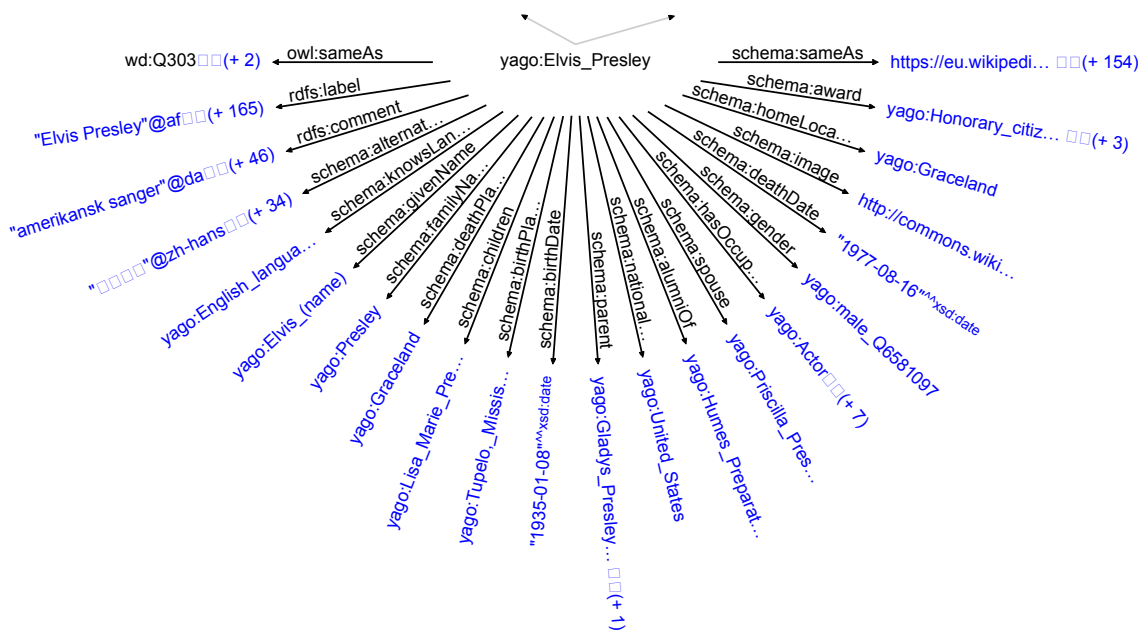 yago:Elvis_Presley
owl:sameAs
wd:Q303□□(+ 2)
rdfs:label
"Elvis Presley"@af□□(+ 165)
rdfs:comment
"amerikansk sanger"@da□□(+ 46)
schema:alternat…
"□□□□"@zh-hans□□(+ 34)
schema:knowsLan…
yago:English_langua…
schema:givenName
yago:Elvis_(name)
schema:familyNa…
yago:Presley
schema:deathPla…
yago:Graceland
schema:children
yago:Lisa_Marie_Pre…
schema:birthPla…
yago:Tupelo,_Missis…
schema:birthDate
"1935-01-08"^^xsd:date
schema:parent
yago:Gladys_Presley… □□(+ 1)
schema:national…
yago:United_States
schema:alumniOf
yago:Humes_Preparat…
schema:spouse
yago:Priscilla_Pres…
schema:hasOccup…
yago:Actor□□(+ 7)
schema:gender
yago:male_Q6581097
schema:deathDate
"1977-08-16"^^xsd:date
schema:image
http://commons.wiki…
schema:homeLoca…
yago:Graceland
schema:award
yago:Honorary_citiz… □□(+ 3)
schema:sameAs
https://eu.wikipedi… □□(+ 154)